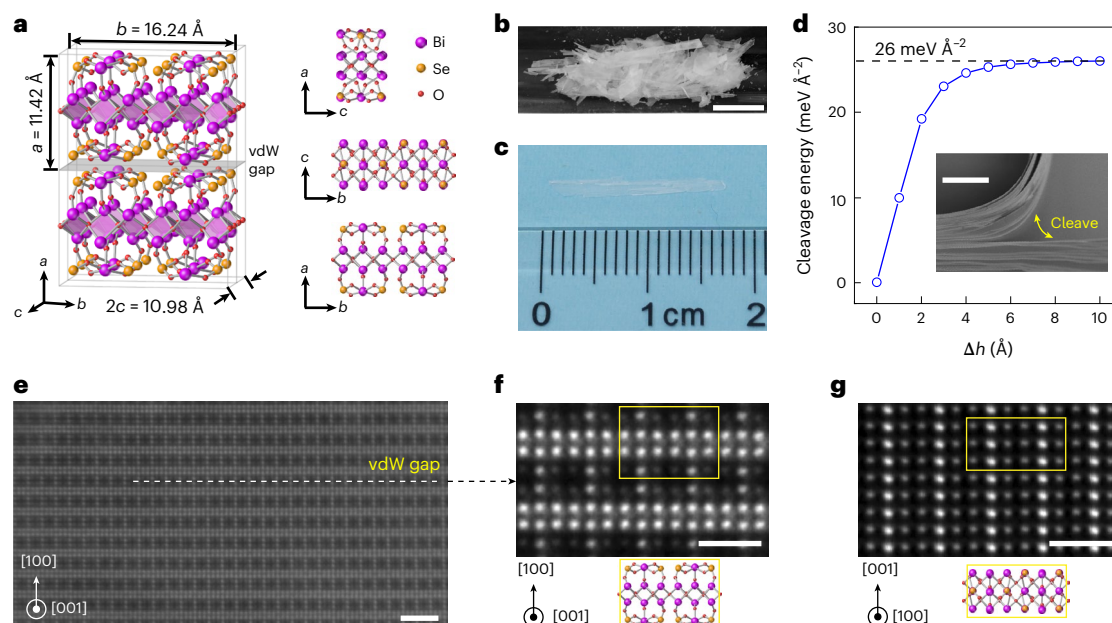 a
b = 16.24 Å
a = 11.42 Å
vdW
gap
a
b
c
2c = 10.98 Å
a
c
c
b
a
b
Bi
Se
O
b
c
0
1 cm
2
d
Cleavage energy (meV Å⁻²)
30
20
10
0
26 meV Å⁻²
Cleave
0
2
4
6
8
10
Δh (Å)
e
vdW gap
[100]
[001]
f
[100]
[001]
g
[001]
[100]